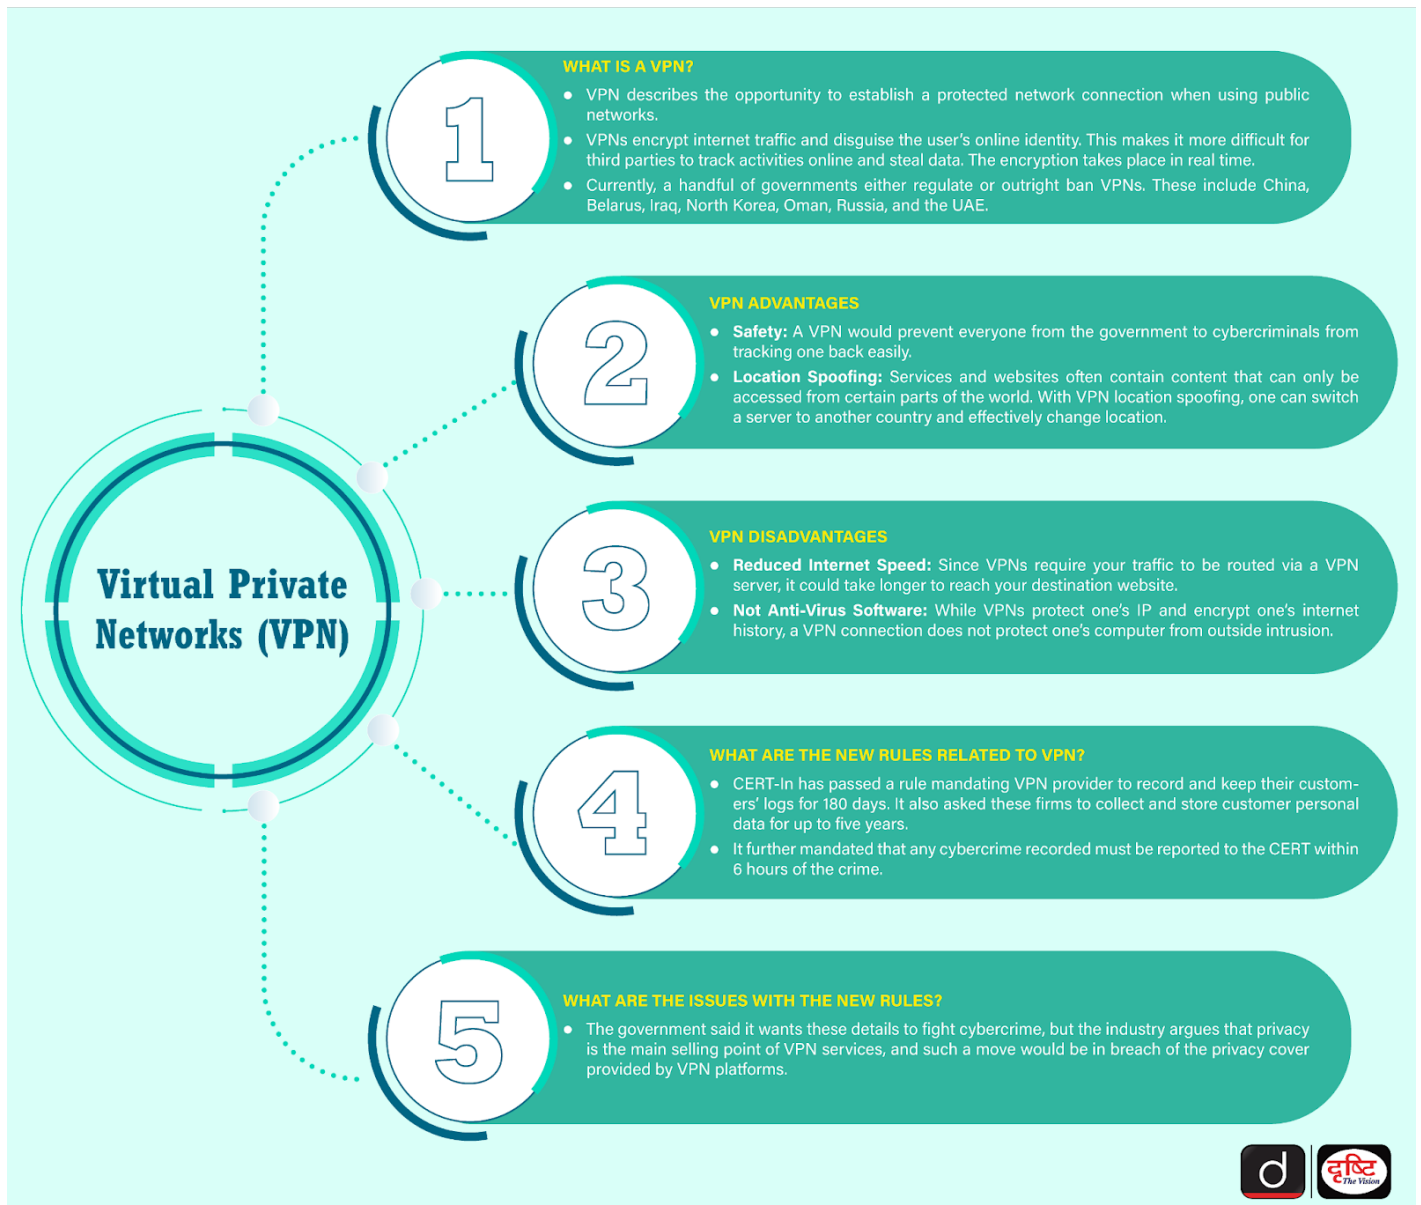 1
WHAT IS A VPN?
● VPN describes the opportunity to establish a protected network connection when using public
networks.
● VPNs encrypt internet traffic and disguise the user's online identity. This makes it more difficult for
third parties to track activities online and steal data. The encryption takes place in real time.
● Currently, a handful of governments either regulate or outright ban VPNs. These include China,
Belarus, Iraq, North Korea, Oman, Russia, and the UAE.
2
VPN ADVANTAGES
● Safety: A VPN would prevent everyone from the government to cybercriminals from
tracking one back easily.
● Location Spoofing: Services and websites often contain content that can only be
accessed from certain parts of the world. With VPN location spoofing, one can switch
a server to another country and effectively change location.
Virtual Private
Networks (VPN)
3
VPN DISADVANTAGES
● Reduced Internet Speed: Since VPNs require your traffic to be routed via a VPN
server, it could take longer to reach your destination website.
● Not Anti-Virus Software: While VPNs protect one's IP and encrypt one's internet
history, a VPN connection does not protect one's computer from outside intrusion.
4
WHAT ARE THE NEW RULES RELATED TO VPN?
● CERT-In has passed a rule mandating VPN provider to record and keep their custom-
ers' logs for 180 days. It also asked these firms to collect and store customer personal
data for up to five years.
● It further mandated that any cybercrime recorded must be reported to the CERT within
6 hours of the crime.
5
WHAT ARE THE ISSUES WITH THE NEW RULES?
● The government said it wants these details to fight cybercrime, but the industry argues that privacy
is the main selling point of VPN services, and such a move would be in breach of the privacy cover
provided by VPN platforms.
d
दृष्टि
The Vision